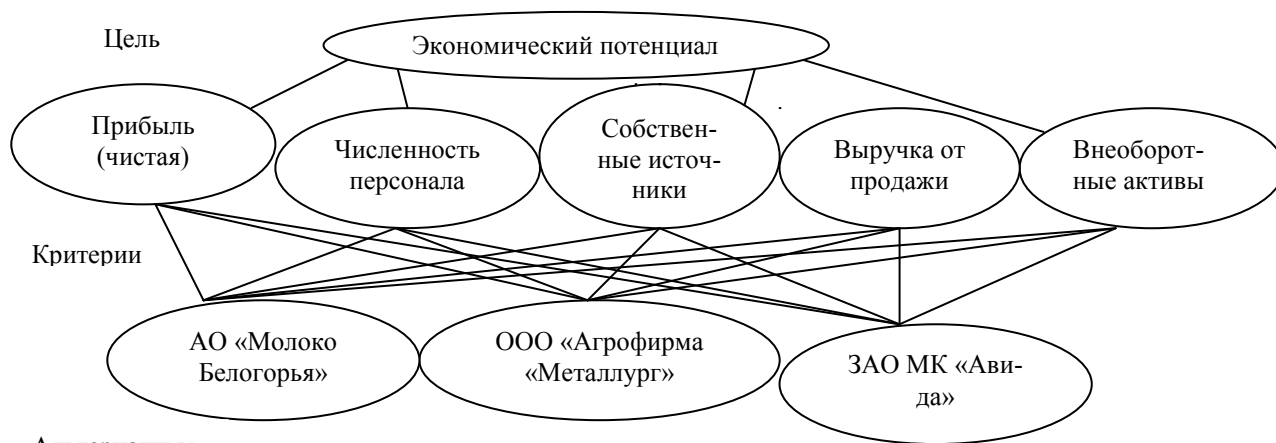 Цель
Экономический потенциал
Прибыль
(чистая)
Численность
персонала
Собствен-
ные источ-
ники
Выручка от
продажи
Внеоборот-
ные активы
Критерии
АО «Молоко
Белогорья»
ООО «Агрофирма
«Металлург»
ЗАО МК «Ави-
да»